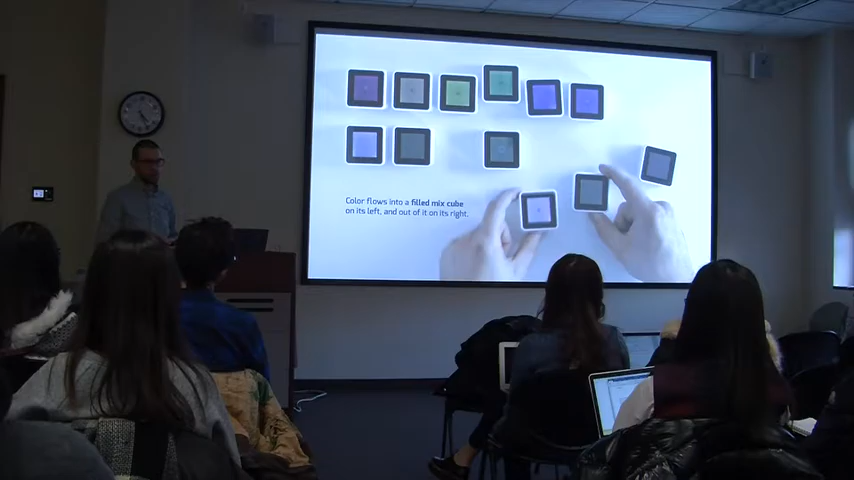 Color flows into a filled mix cube
on its left, and out of it on its right.